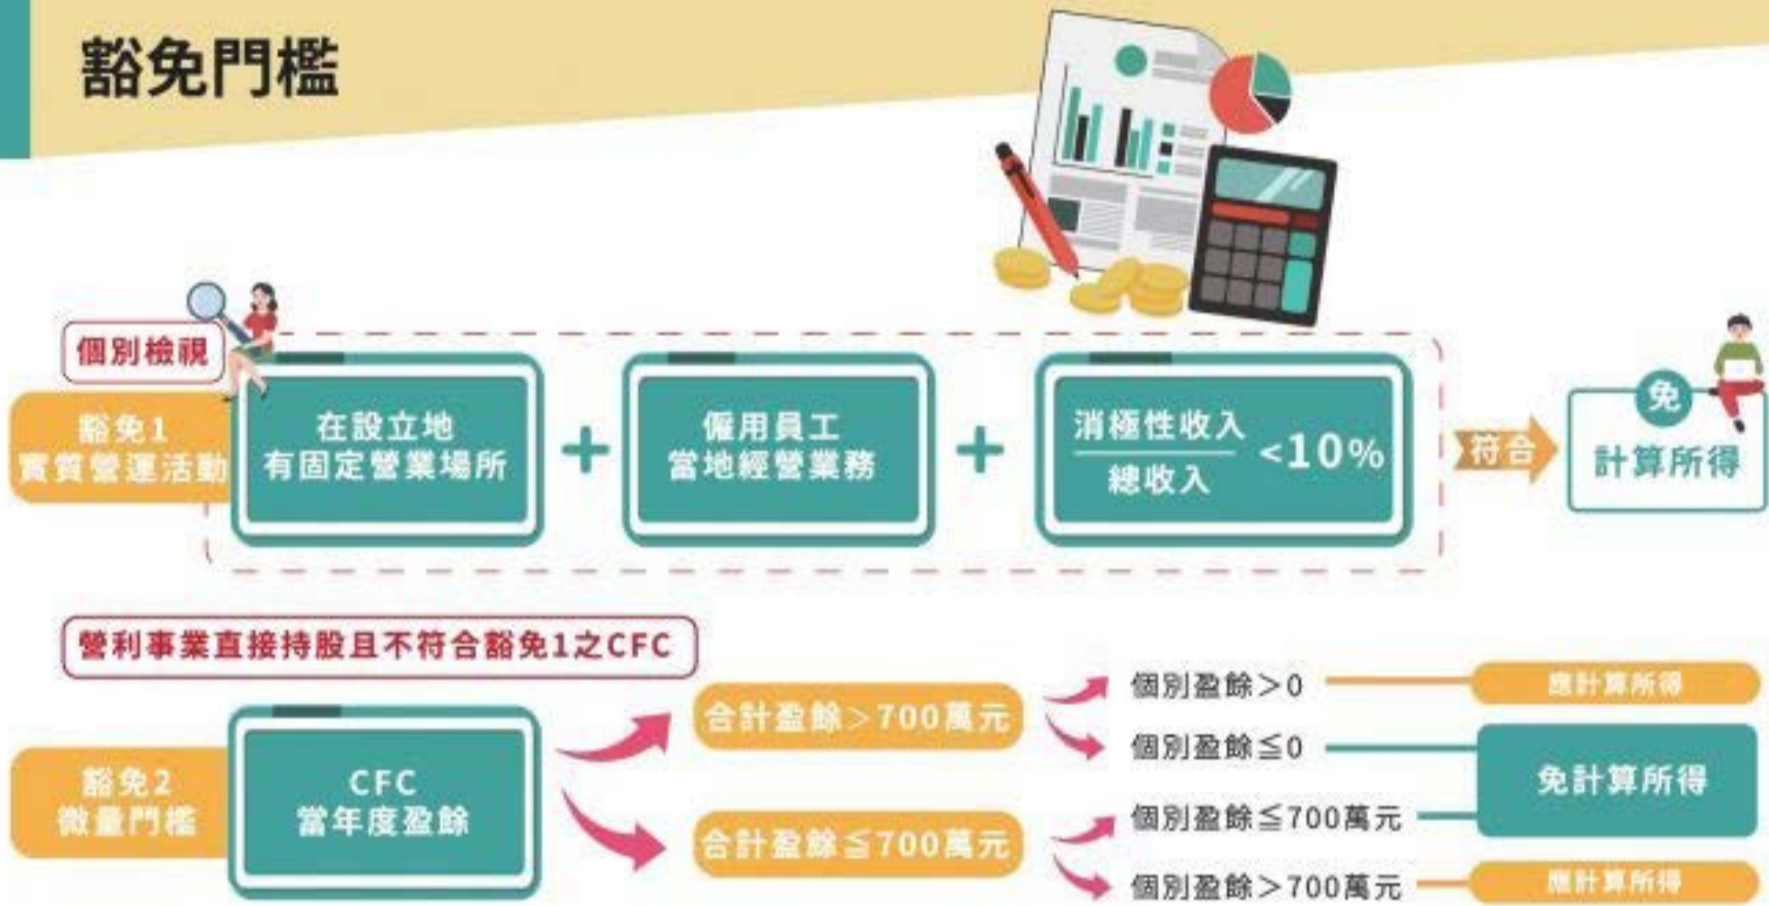 豁免門檻
個別檢視
豁免1
實質營運活動
在設立地
有固定營業場所
+
僱用員工
當地經營業務
+
消極性收入
總收入
<10%
符合
免
計算所得
營利事業直接持股且不符合豁免1之CFC
豁免2
微量門檻
CFC
當年度盈餘
合計盈餘>700萬元
個別盈餘>0
應計算所得
個別盈餘≦0
免計算所得
合計盈餘≦700萬元
個別盈餘≦700萬元
個別盈餘>700萬元
應計算所得